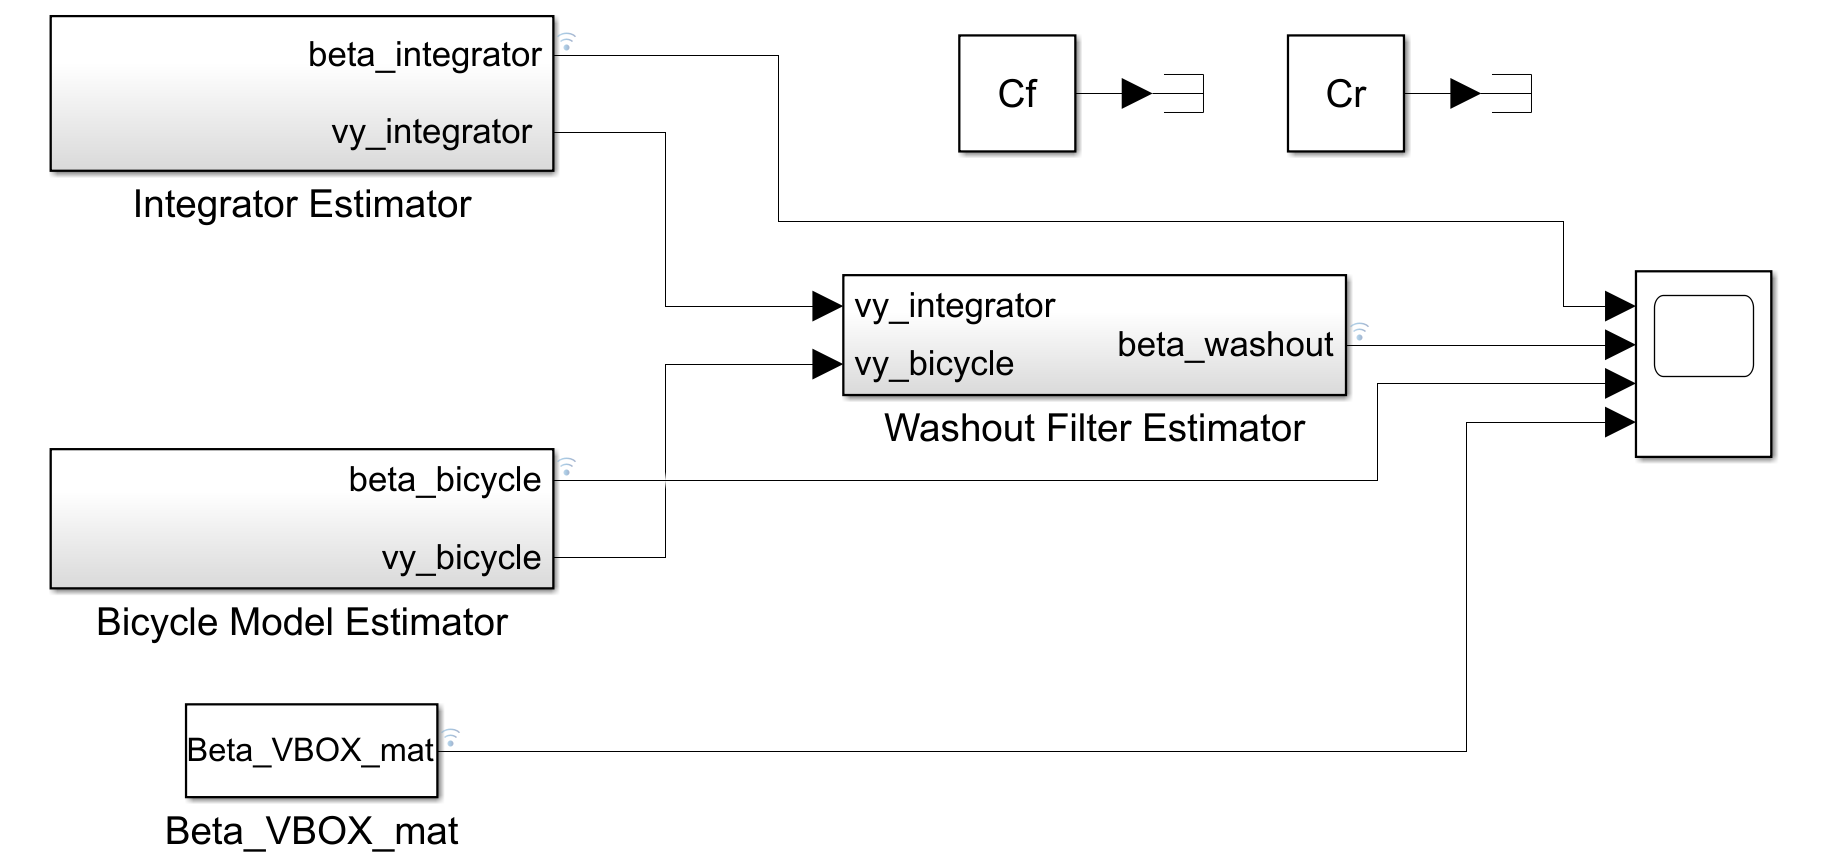 beta_integrator
vy_integrator
Integrator Estimator
Cf
Cr
vy_integrator
vy_bicycle
beta_washout
Washout Filter Estimator
beta_bicycle
vy_bicycle
Bicycle Model Estimator
Beta_VBOX_mat
Beta_VBOX_mat